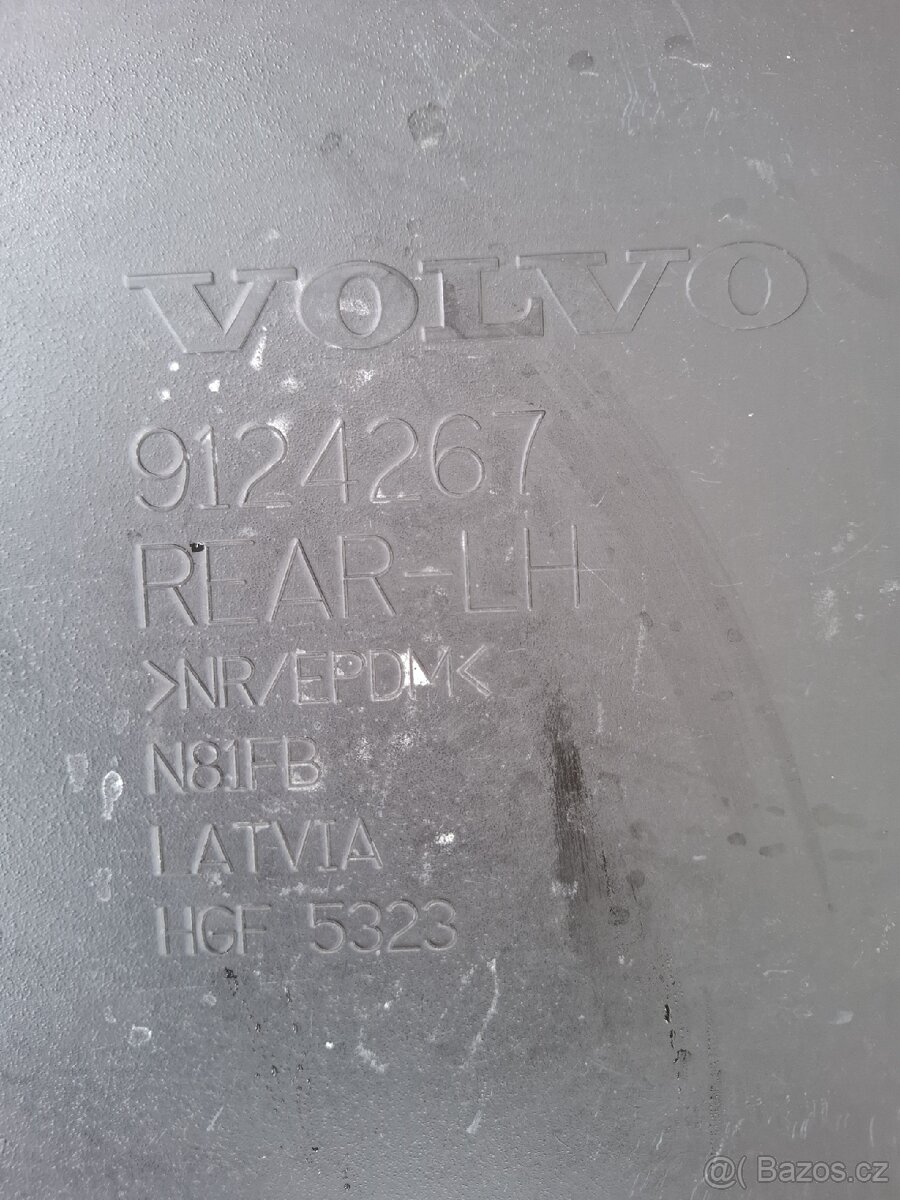 VOLVO
9124267
REAR-LH
>NR/EPDM<
N81FB
LATVIA
HGF 5323
@( Bazos.cz